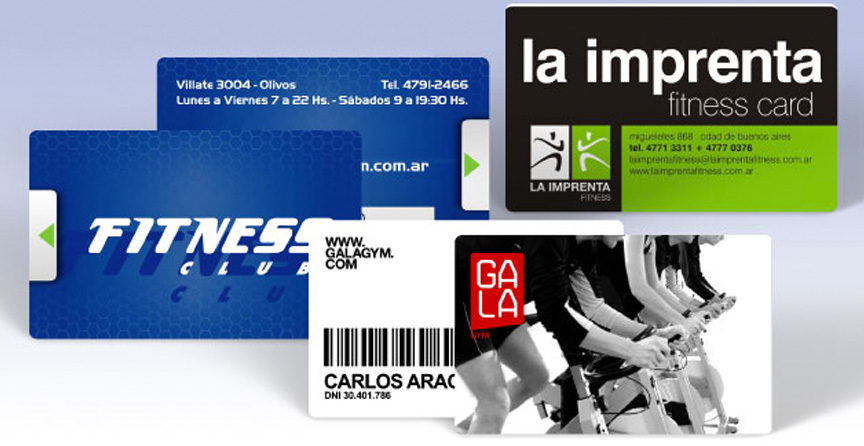 Villate 3004 - Olivos
Tel. 4791-2466
Lunes a Viernes 7 a 22 Hs. - Sábados 9 a 19:30 Hs.
m.com.ar
FITNESS
CLUB
la imprenta
fitness card
LA IMPRENTA
FITNESS
migueletes 868 . cdad de buenos aires
tel. 4771 3311 + 4777 0376
laimprentafitness@laimprentafitness.com.ar
www.laimprentafitness.com.ar
WWW.
GALAGYM.
COM
CARLOS ARAC
DNI 30.401.786
GA
LA
GYM